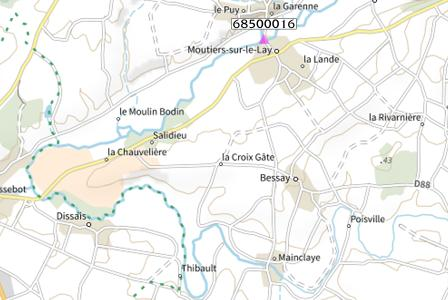 le Puy
la Garenne
68500016
Moutiers-sur-le-Lay
la Lande
le Moulin Bodin
la Rivarnière
Salidieu
la Chauvelière
la Croix Gâte
.43
ssebot
Bessay
D88
Dissais
Poisville
Mainclaye
Thibault